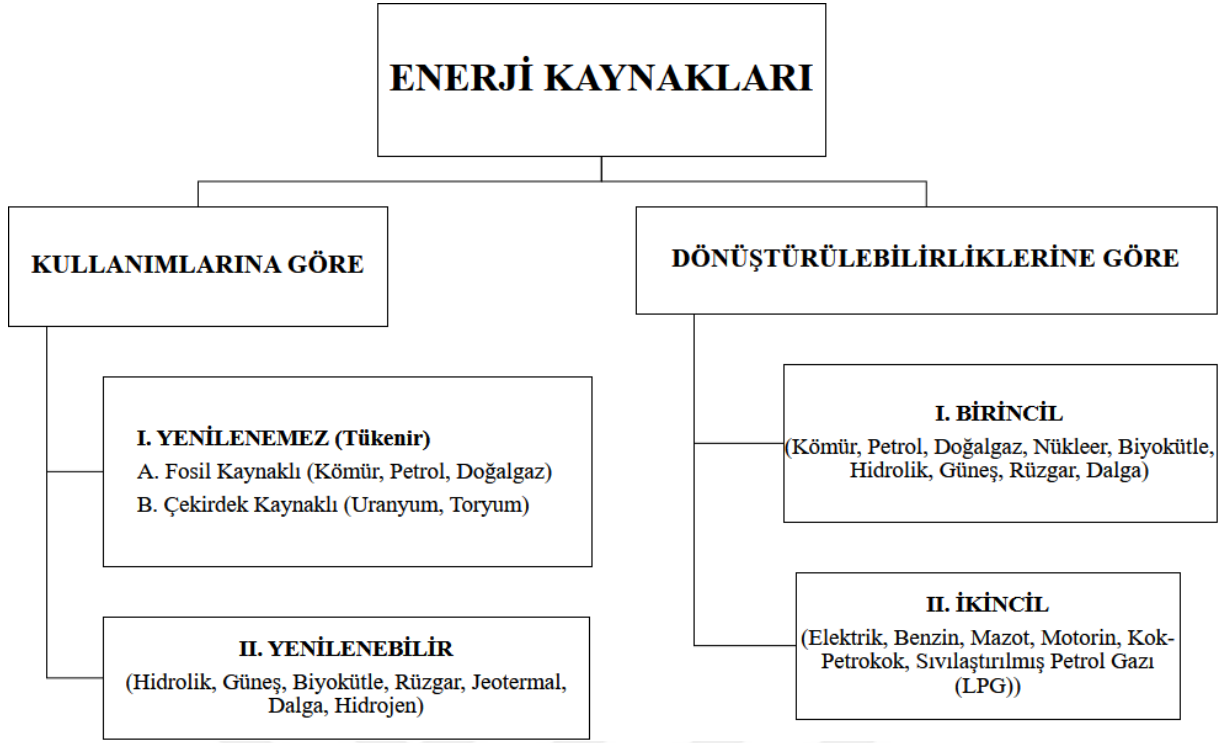 ENERJİ KAYNAKLARI
KULLANIMLARINA GÖRE
I. YENİLENEMEZ (Tükenir)
A. Fosil Kaynaklı (Kömür, Petrol, Doğalgaz)
B. Çekirdek Kaynaklı (Uranyum, Toryum)
II. YENİLENEBİLİR
(Hidrolik, Güneş, Biyokütle, Rüzgar, Jeotermal,
Dalga, Hidrojen)
DÖNÜŞTÜRÜLEBİLİRLİKLERİNE GÖRE
I. BİRİNCİL
(Kömür, Petrol, Doğalgaz, Nükleer, Biyokütle,
Hidrolik, Güneş, Rüzgar, Dalga)
II. İKİNCİL
(Elektrik, Benzin, Mazot, Motorin, Kok-
Petrokok, Sıvılaştırılmış Petrol Gazı
(LPG))